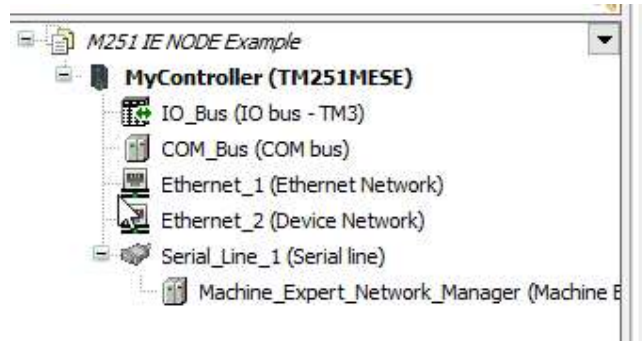 M251 IE NODE Example
MyController (TM251MESE)
IO_Bus (IO bus - TM3)
COM_Bus (COM bus)
Ethernet_1 (Ethernet Network)
Ethernet_2 (Device Network)
Serial_Line_1 (Serial line)
Machine_Expert_Network_Manager (Machine E